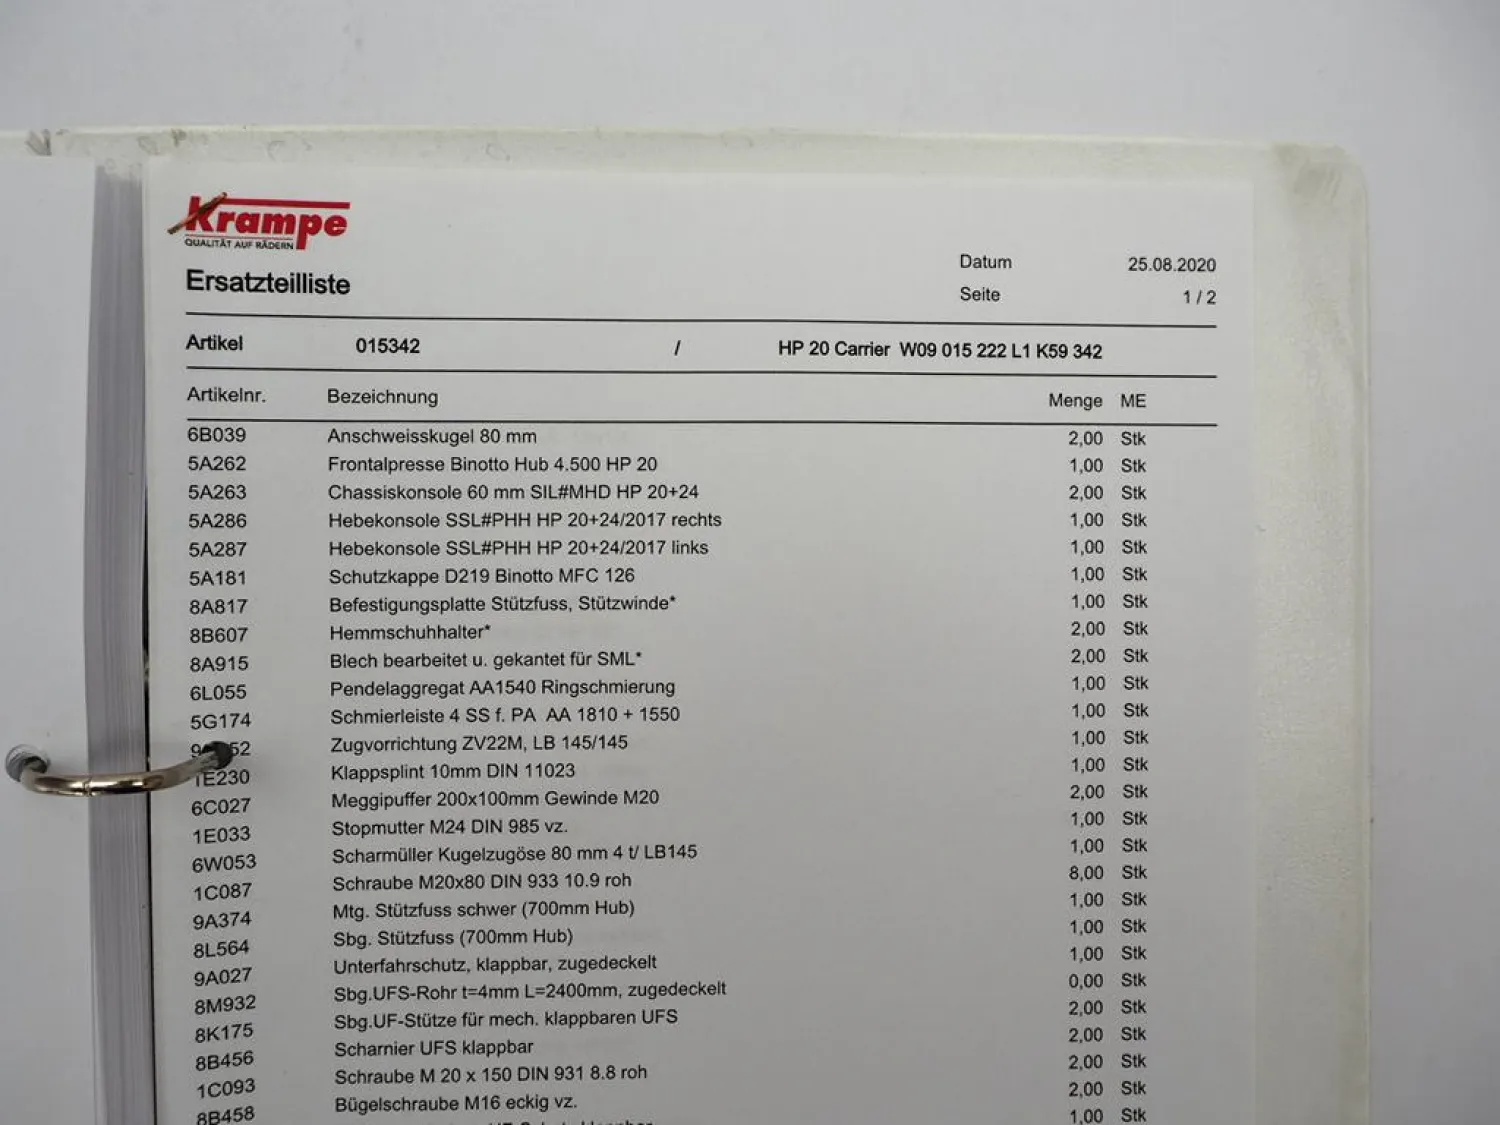 Krampe
QUALITÄT AUF RÄDERN
Ersatzteilliste
Datum 25.08.2020
Seite 1 / 2
Artikel 015342 / HP 20 Carrier W09 015 222 L1 K59 342
Artikelnr. Bezeichnung Menge ME
6B039 Anschweisskugel 80 mm 2,00 Stk
5A262 Frontalpresse Binotto Hub 4.500 HP 20 1,00 Stk
5A263 Chassiskonsole 60 mm SIL#MHD HP 20+24 2,00 Stk
5A286 Hebekonsole SSL#PHH HP 20+24/2017 rechts 1,00 Stk
5A287 Hebekonsole SSL#PHH HP 20+24/2017 links 1,00 Stk
5A181 Schutzkappe D219 Binotto MFC 126 1,00 Stk
8A817 Befestigungsplatte Stützfuss, Stützwinde* 1,00 Stk
8B607 Hemmschuhhalter* 2,00 Stk
8A915 Blech bearbeitet u. gekantet für SML* 2,00 Stk
6L055 Pendelaggregat AA1540 Ringschmierung 1,00 Stk
5G174 Schmierleiste 4 SS f. PA AA 1810 + 1550 1,00 Stk
Zugvorrichtung ZV22M, LB 145/145 1,00 Stk
1E230 Klappsplint 10mm DIN 11023 1,00 Stk
6C027 Meggipuffer 200x100mm Gewinde M20 2,00 Stk
1E033 Stopmutter M24 DIN 985 vz. 1,00 Stk
6W053 Scharmüller Kugelzugöse 80 mm 4 t/ LB145 1,00 Stk
1C087 Schraube M20x80 DIN 933 10.9 roh 8,00 Stk
9A374 Mtg. Stützfuss schwer (700mm Hub) 1,00 Stk
8L564 Sbg. Stützfuss (700mm Hub) 1,00 Stk
9A027 Unterfahrschutz, klappbar, zugedeckelt 1,00 Stk
8M932 Sbg.UFS-Rohr t=4mm L=2400mm, zugedeckelt 0,00 Stk
8K175 Sbg.UF-Stütze für mech. klappbaren UFS 2,00 Stk
8B456 Scharnier UFS klappbar 2,00 Stk
1C093 Schraube M 20 x 150 DIN 931 8.8 roh 2,00 Stk
8B458 Bügelschraube M16 eckig vz. 2,00 Stk
1,00 Stk